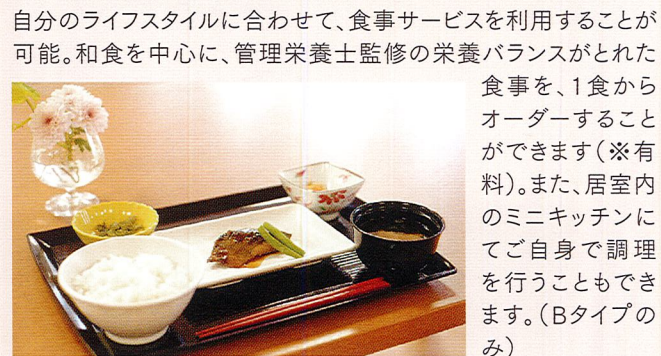 自分のライフスタイルに合わせて、食事サービスを利用することが
可能。和食を中心に、管理栄養士監修の栄養バランスがとれた
食事を、1食から
オーダーすること
ができます(※有
料)。また、居室内
のミニキッチンに
てご自身で調理
を行うこともでき
ます。(Bタイプの
み)